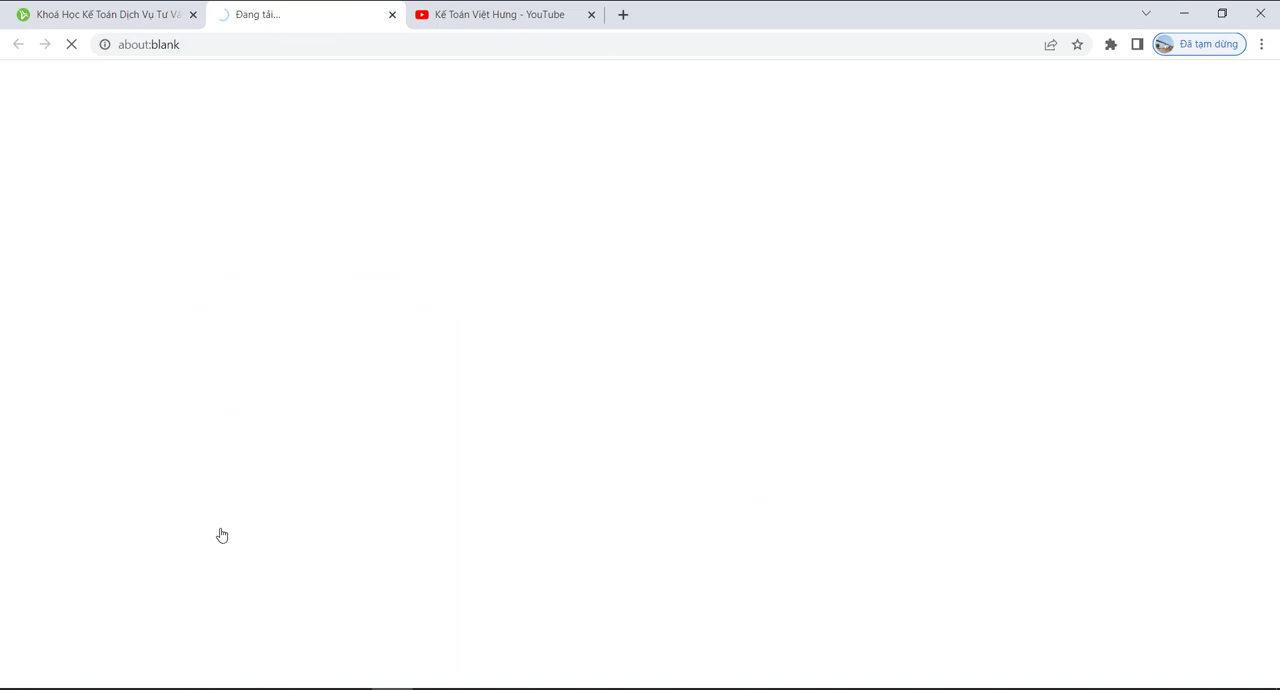 Khoá Học Kế Toán Dịch Vụ Tư Vấ
Đang tải...
Kế Toán Việt Hưng - YouTube
about:blank
Đã tạm dừng